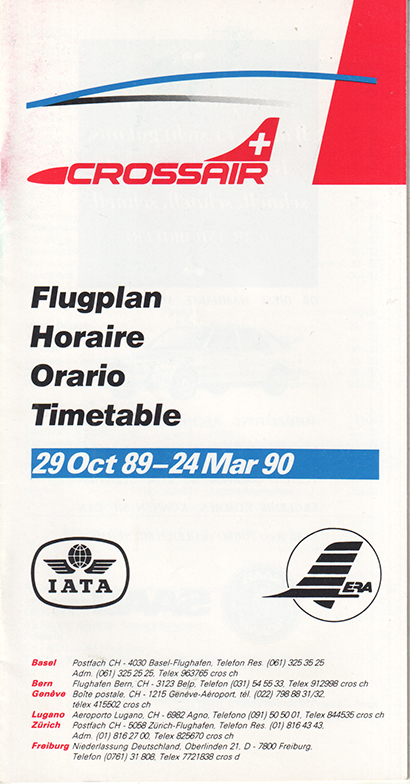 CROSSAIR
Flugplan
Horaire
Orario
Timetable
29 Oct 89–24 Mar 90
IATA
ERA
Basel Postfach CH - 4030 Basel-Flughafen, Telefon Res. (061) 325 35 25
Adm. (061) 325 25 25, Telex 963765 cros ch
Bern Flughafen Bern, CH - 3123 Belp, Telefon (031) 54 55 33, Telex 912998 cros ch
Genève Boîte postale, CH - 1215 Genève-Aéroport, tél. (022) 798 88 31/32,
télex 415502 cros ch
Lugano Aeroporto Lugano, CH - 6982 Agno, Telefono (091) 50 50 01, Telex 844535 cros ch
Zürich Postfach CH - 5058 Zürich-Flughafen, Telefon Res. (01) 816 43 43,
Adm. (01) 816 27 00, Telex 825670 cros ch
Freiburg Niederlassung Deutschland, Oberlinden 21, D - 7800 Freiburg,
Telefon (0761) 31 808, Telex 7721838 cros d